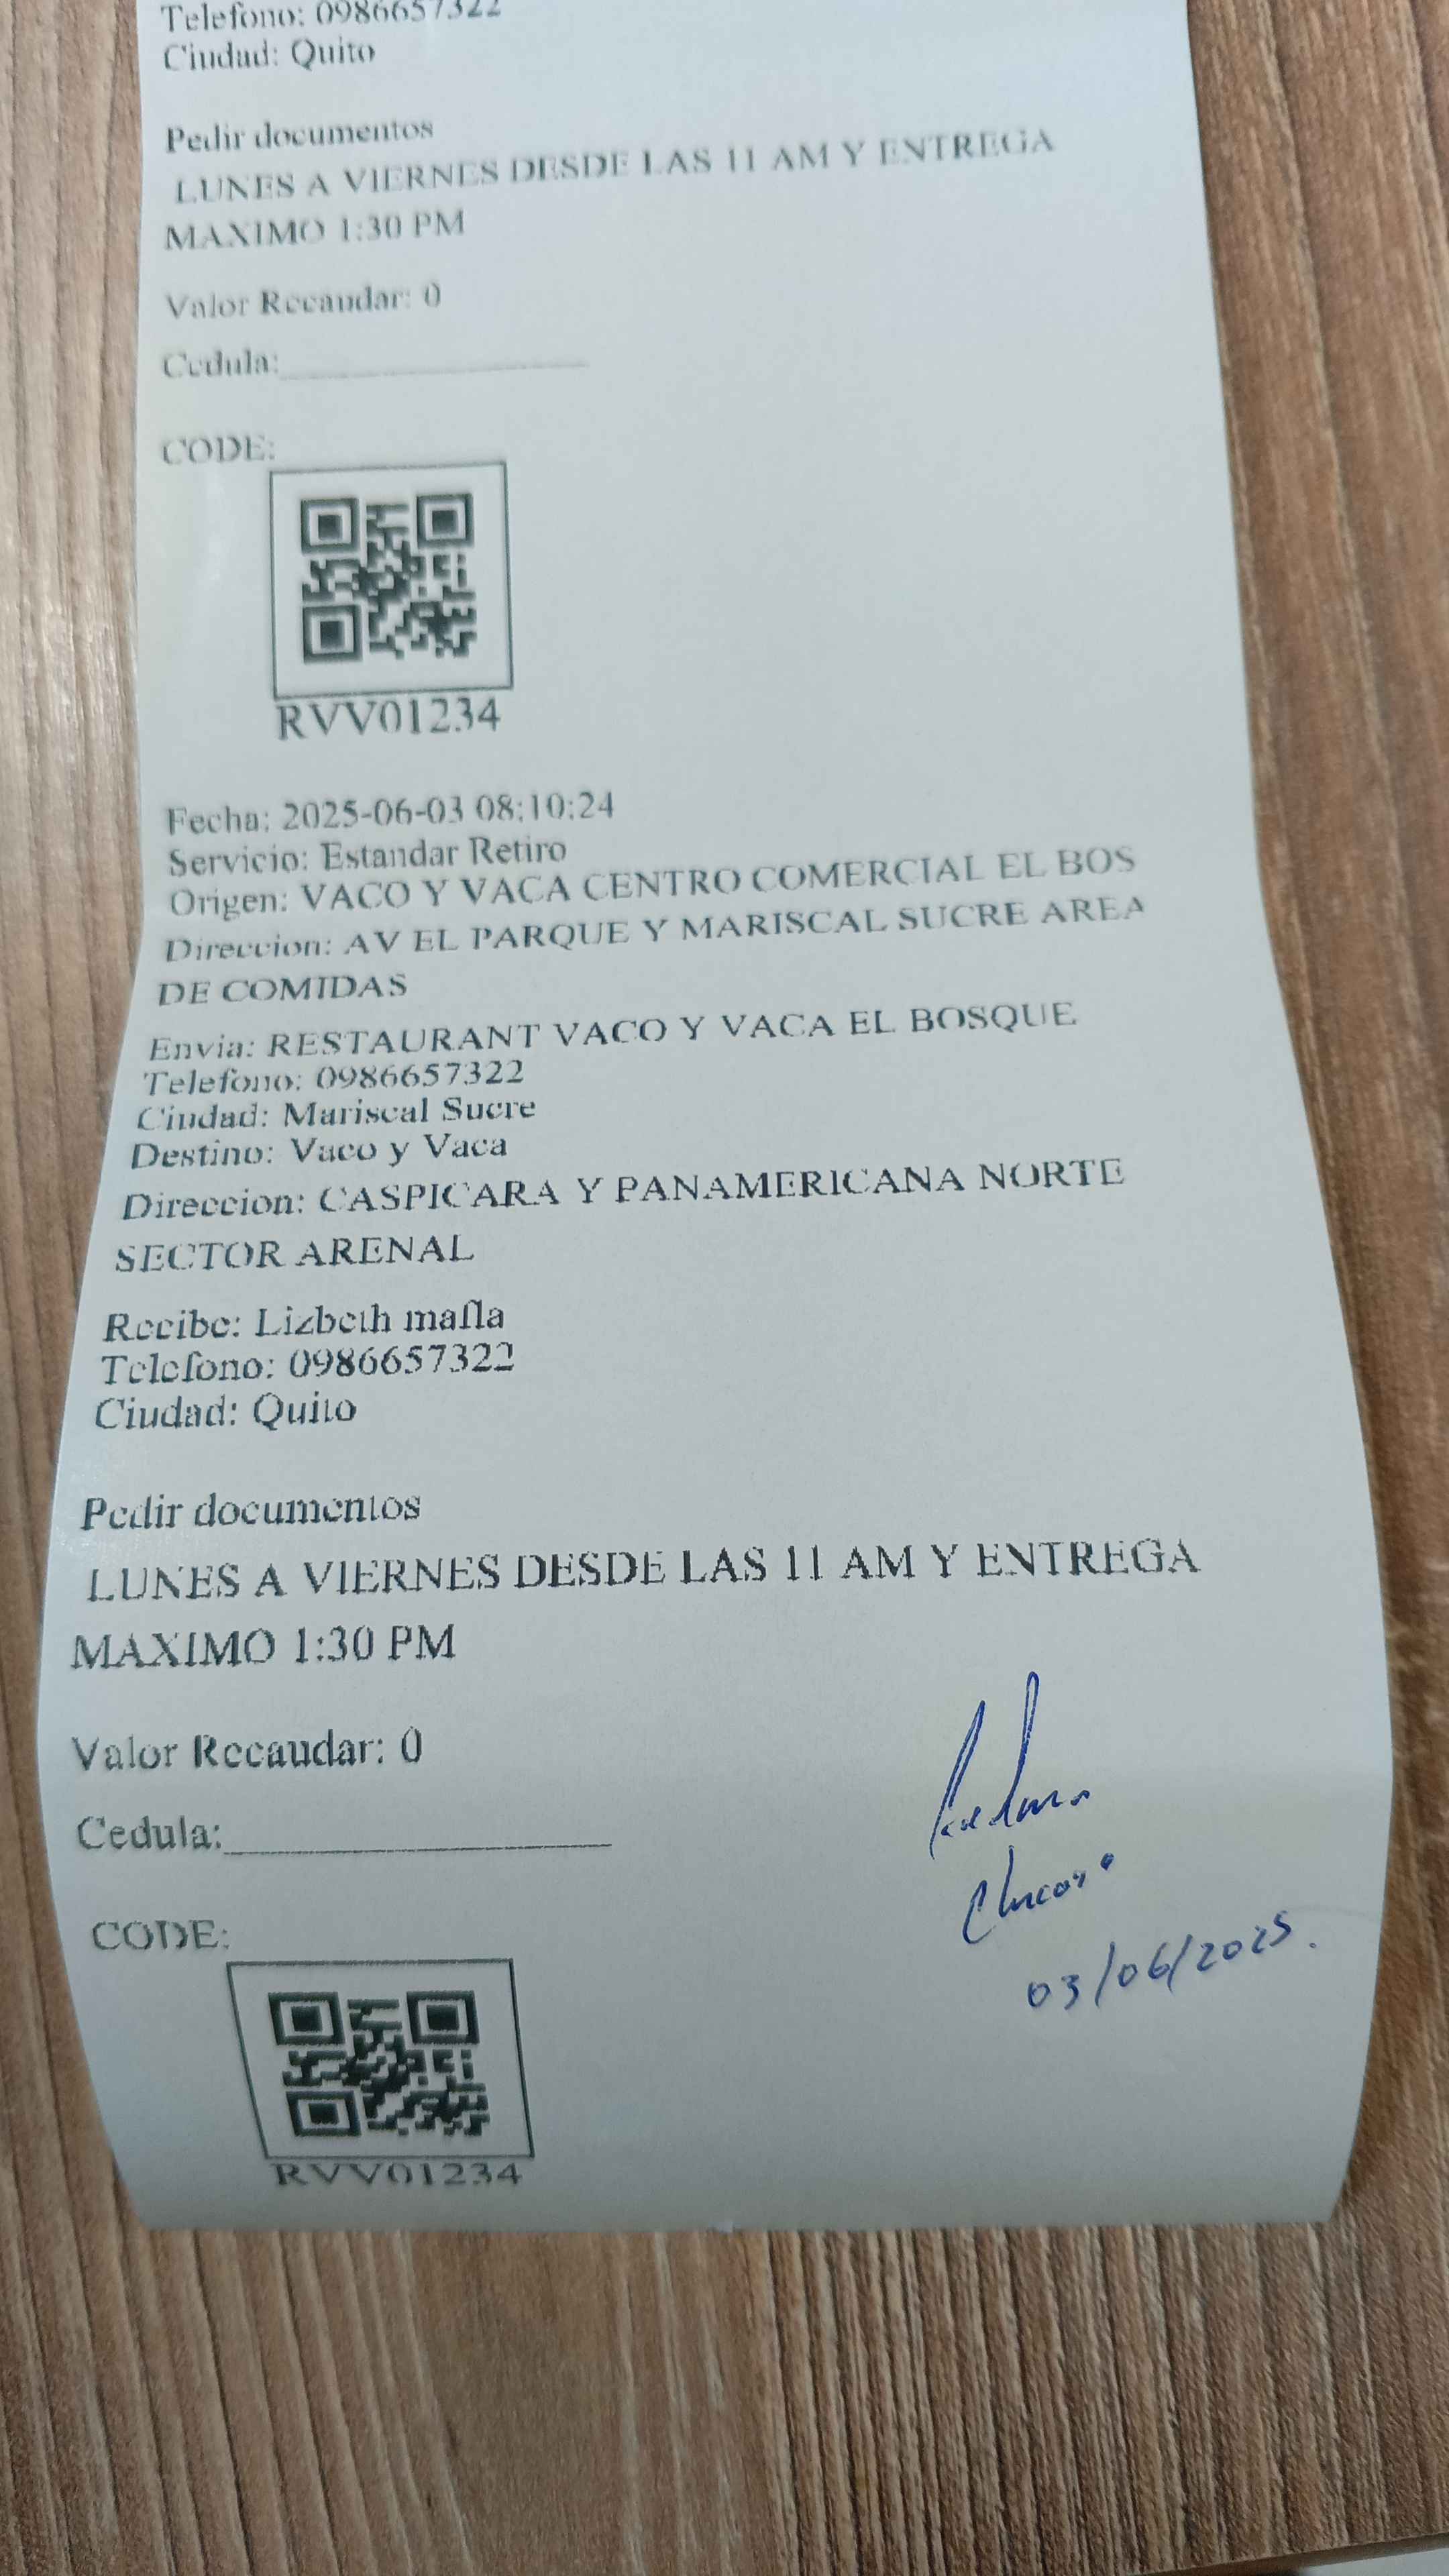 Telefono: 0986657322
Ciudad: Quito
Pedir documentos
LUNES A VIERNES DESDE LAS 11 AM Y ENTREGA
MAXIMO 1:30 PM
Valor Recaudar: 0
Cedula:
CODE:
RVV01234
Fecha: 2025-06-03 08:10:24
Servicio: Estandar Retiro
Origen: VACO Y VACA CENTRO COMERCIAL EL BOS
Direccion: AV EL PARQUE Y MARISCAL SUCRE AREA
DE COMIDAS
Envia: RESTAURANT VACO Y VACA EL BOSQUE
Telefono: 0986657322
Ciudad: Mariscal Sucre
Destino: Vaco y Vaca
Direccion: CASPICARA Y PANAMERICANA NORTE
SECTOR ARENAL
Recibe: Lizbeth mafla
Telefono: 0986657322
Ciudad: Quito
Pedir documentos
LUNES A VIERNES DESDE LAS 11 AM Y ENTREGA
MAXIMO 1:30 PM
Valor Recaudar: 0
Cedula:
03/06/2025.
CODE:
RVV01234